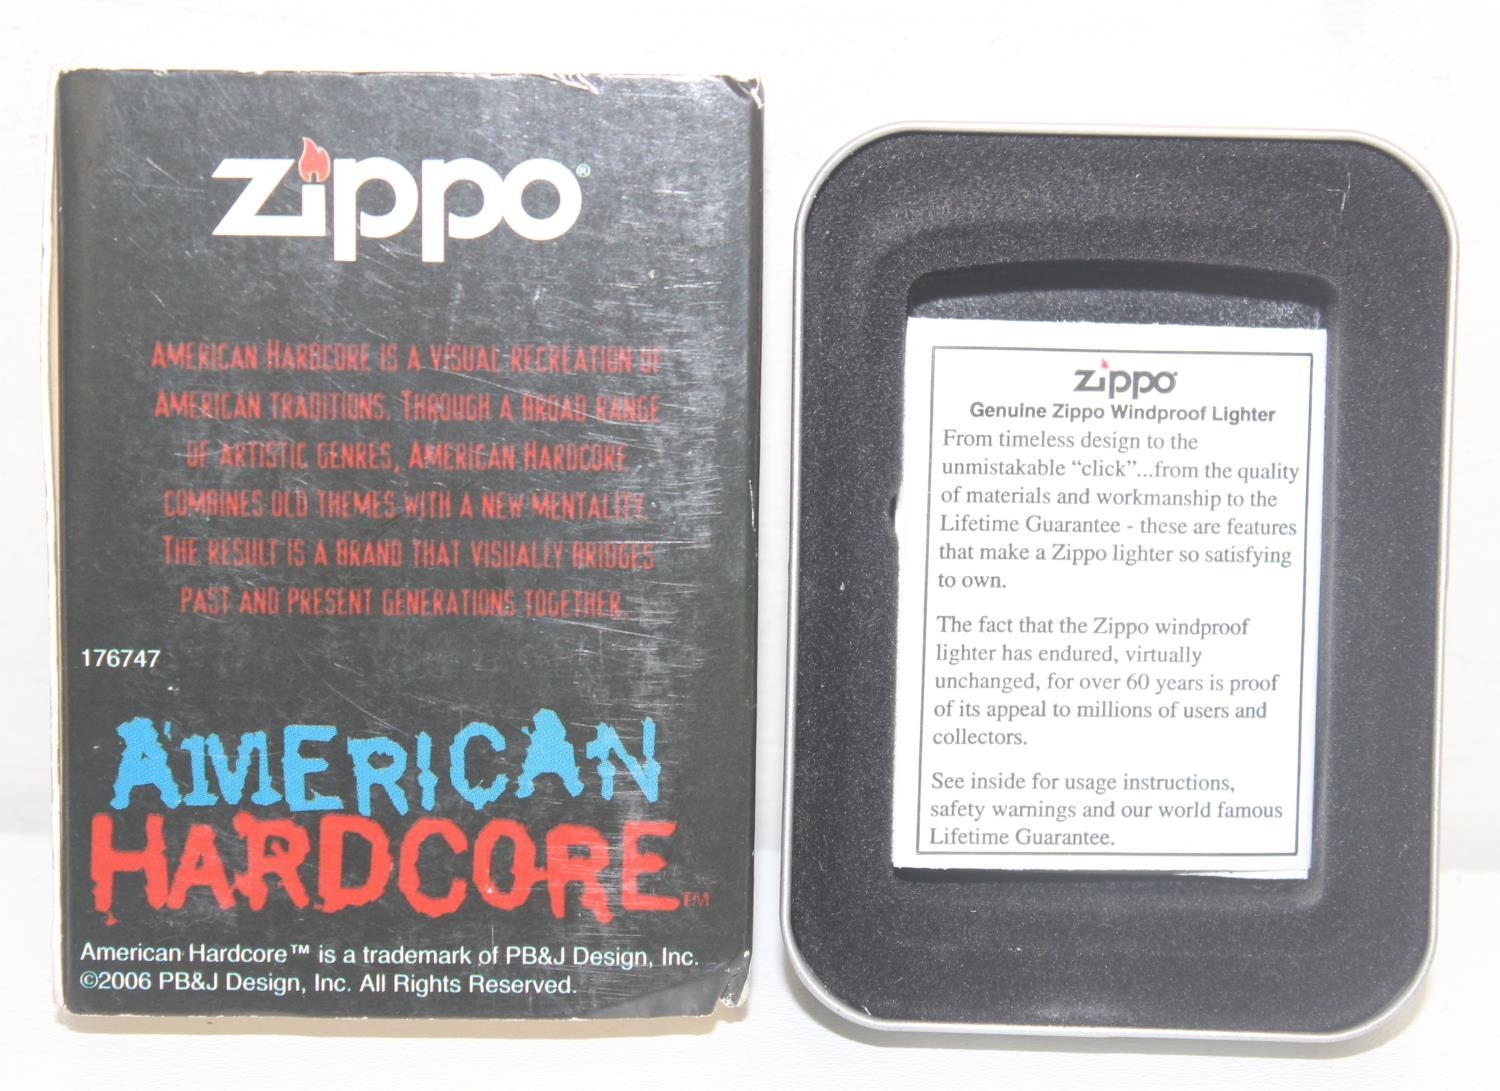 Zippo®
AMERICAN HARDCORE IS A VISUAL RECREATION OF
AMERICAN TRADITIONS. THROUGH A BROAD RANGE
OF ARTISTIC GENRES, AMERICAN HARDCORE
COMBINES OLD THEMES WITH A NEW MENTALITY.
THE RESULT IS A BRAND THAT VISUALLY BRIDGES
PAST AND PRESENT GENERATIONS TOGETHER.
176747
AMERICAN
HARDCORE TM
American Hardcore™ is a trademark of PB&J Design, Inc.
©2006 PB&J Design, Inc. All Rights Reserved.
Zippo
Genuine Zippo Windproof Lighter
From timeless design to the
unmistakable “click”...from the quality
of materials and workmanship to the
Lifetime Guarantee - these are features
that make a Zippo lighter so satisfying
to own.
The fact that the Zippo windproof
lighter has endured, virtually
unchanged, for over 60 years is proof
of its appeal to millions of users and
collectors.
See inside for usage instructions,
safety warnings and our world famous
Lifetime Guarantee.